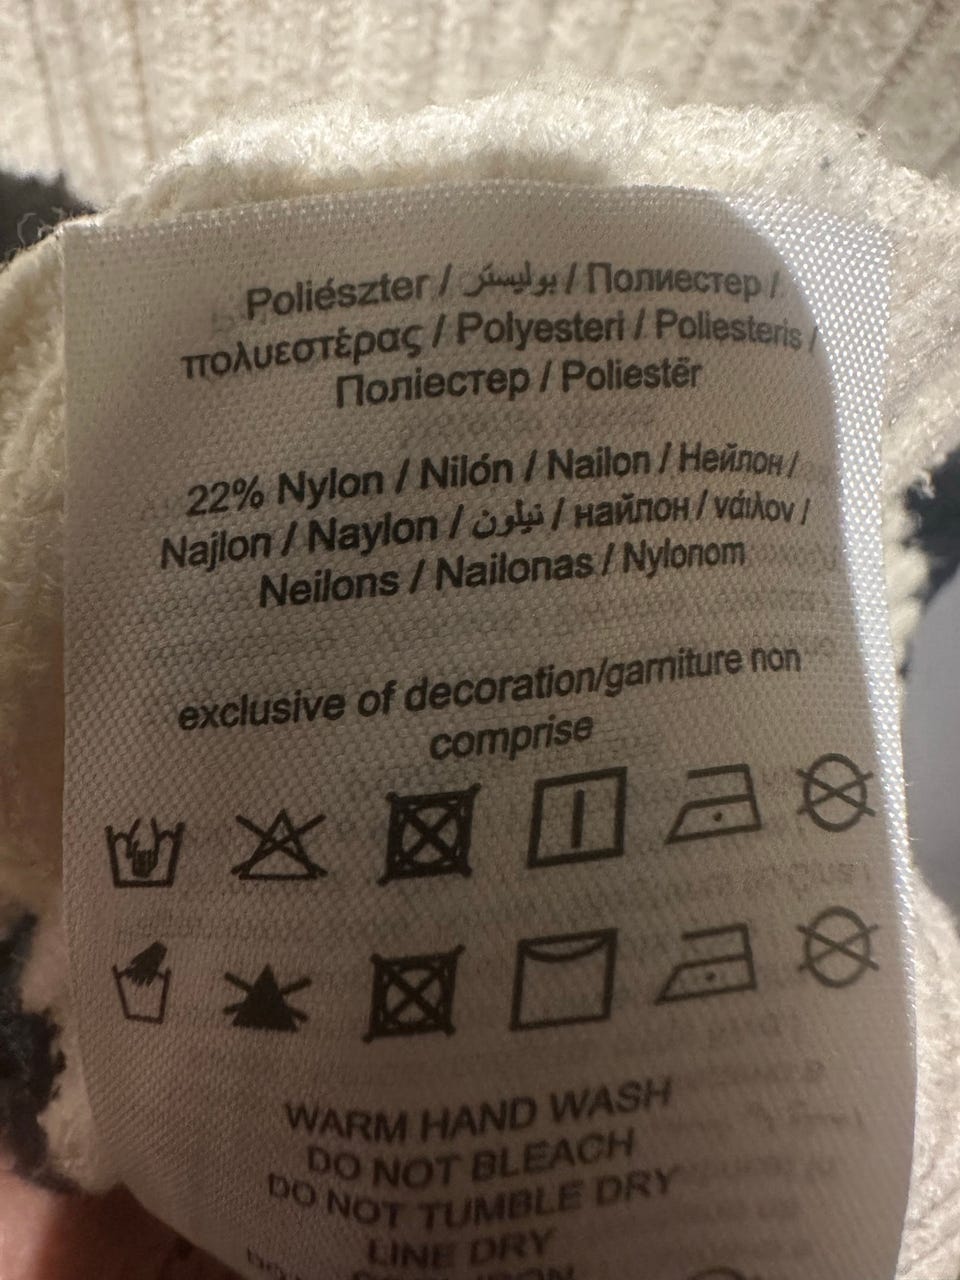 Poliészter / بوليستر / Полиестер /
πολυεστέρας / Polyesteri / Poliesteris /
Поліестер / Poliestër
22% Nylon / Nilón / Nailon / Нейлон /
Najlon / Naylon / نيلون / найлон / νάιλον /
Neilons / Nailonas / Nylonom
exclusive of decoration/garniture non
comprise
WARM HAND WASH
DO NOT BLEACH
DO NOT TUMBLE DRY
LINE DRY